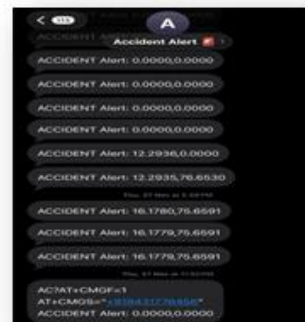 A
Accident Alert
ACCIDENT Alert: 0.0000,0.0000
ACCIDENT Alert: 0.0000,0.0000
ACCIDENT Alert: 0.0000,0.0000
ACCIDENT Alert: 0.0000,0.0000
ACCIDENT Alert: 12.2936,0.0000
ACCIDENT Alert: 12.2935,76.6530
ACCIDENT Alert: 16.1780,75.6591
ACCIDENT Alert: 16.1779,75.6591
ACCIDENT Alert: 16.1779,75.6591
AC?AT+CMGF=1
AT+CMGS="
ACCIDENT Alert: 0.0000,0.0000